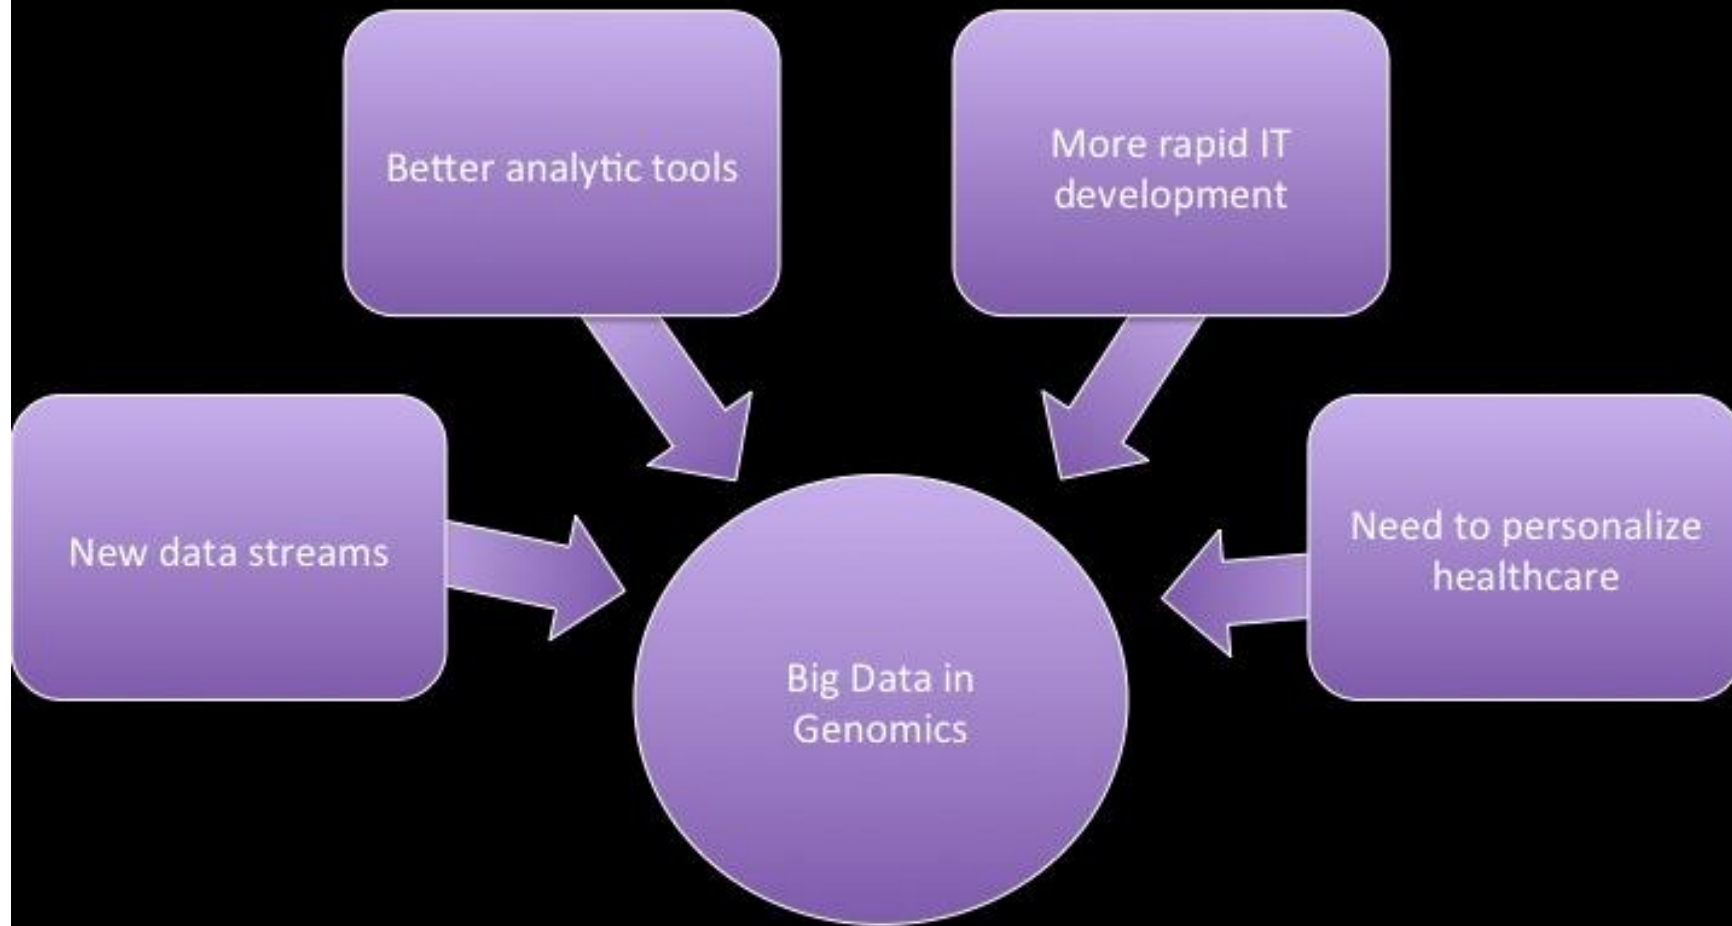 Better analytic tools
More rapid IT
development
New data streams
Need to personalize
healthcare
Big Data in
Genomics